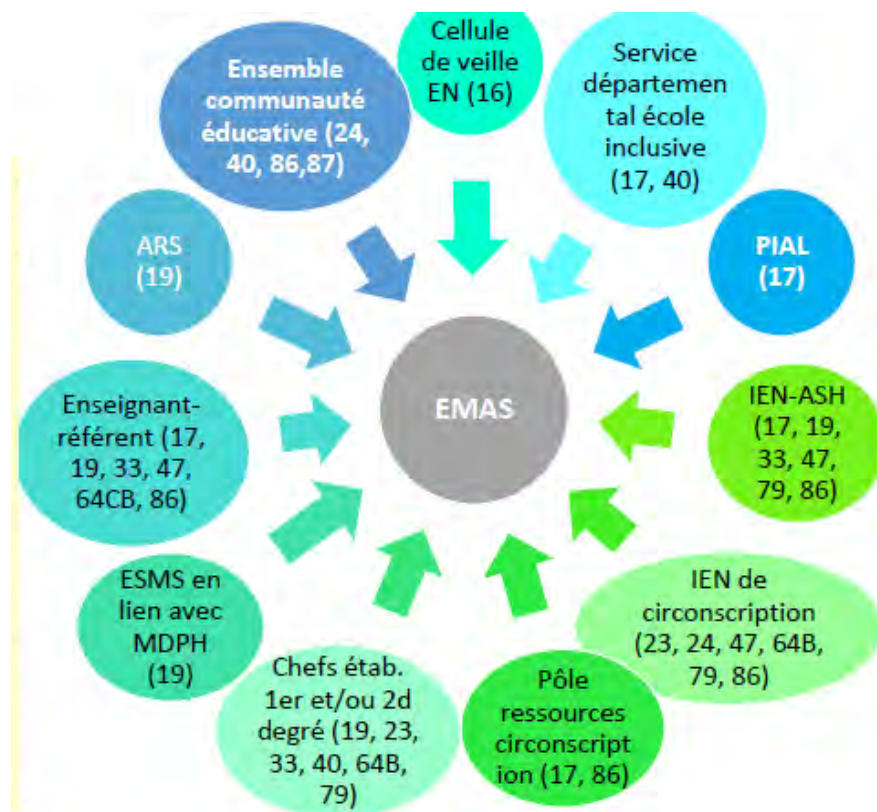 Cellule
de veille
EN (16)
Service
départemen
tal école
inclusive
(17, 40)
PIAL
(17)
IEN-ASH
(17, 19,
33, 47,
79, 86)
IEN de
circonscription
(23, 24, 47, 64B,
79, 86)
Pôle
ressources
circonscript
ion (17, 86)
Chefs étab.
1er et/ou 2d
degré (19, 23,
33, 40, 64B,
79)
ESMS en
lien avec
MDPH
(19)
Enseignant-
référent (17,
19, 33, 47,
64CB, 86)
ARS
(19)
Ensemble
communauté
éducative (24,
40, 86,87)
EMAS